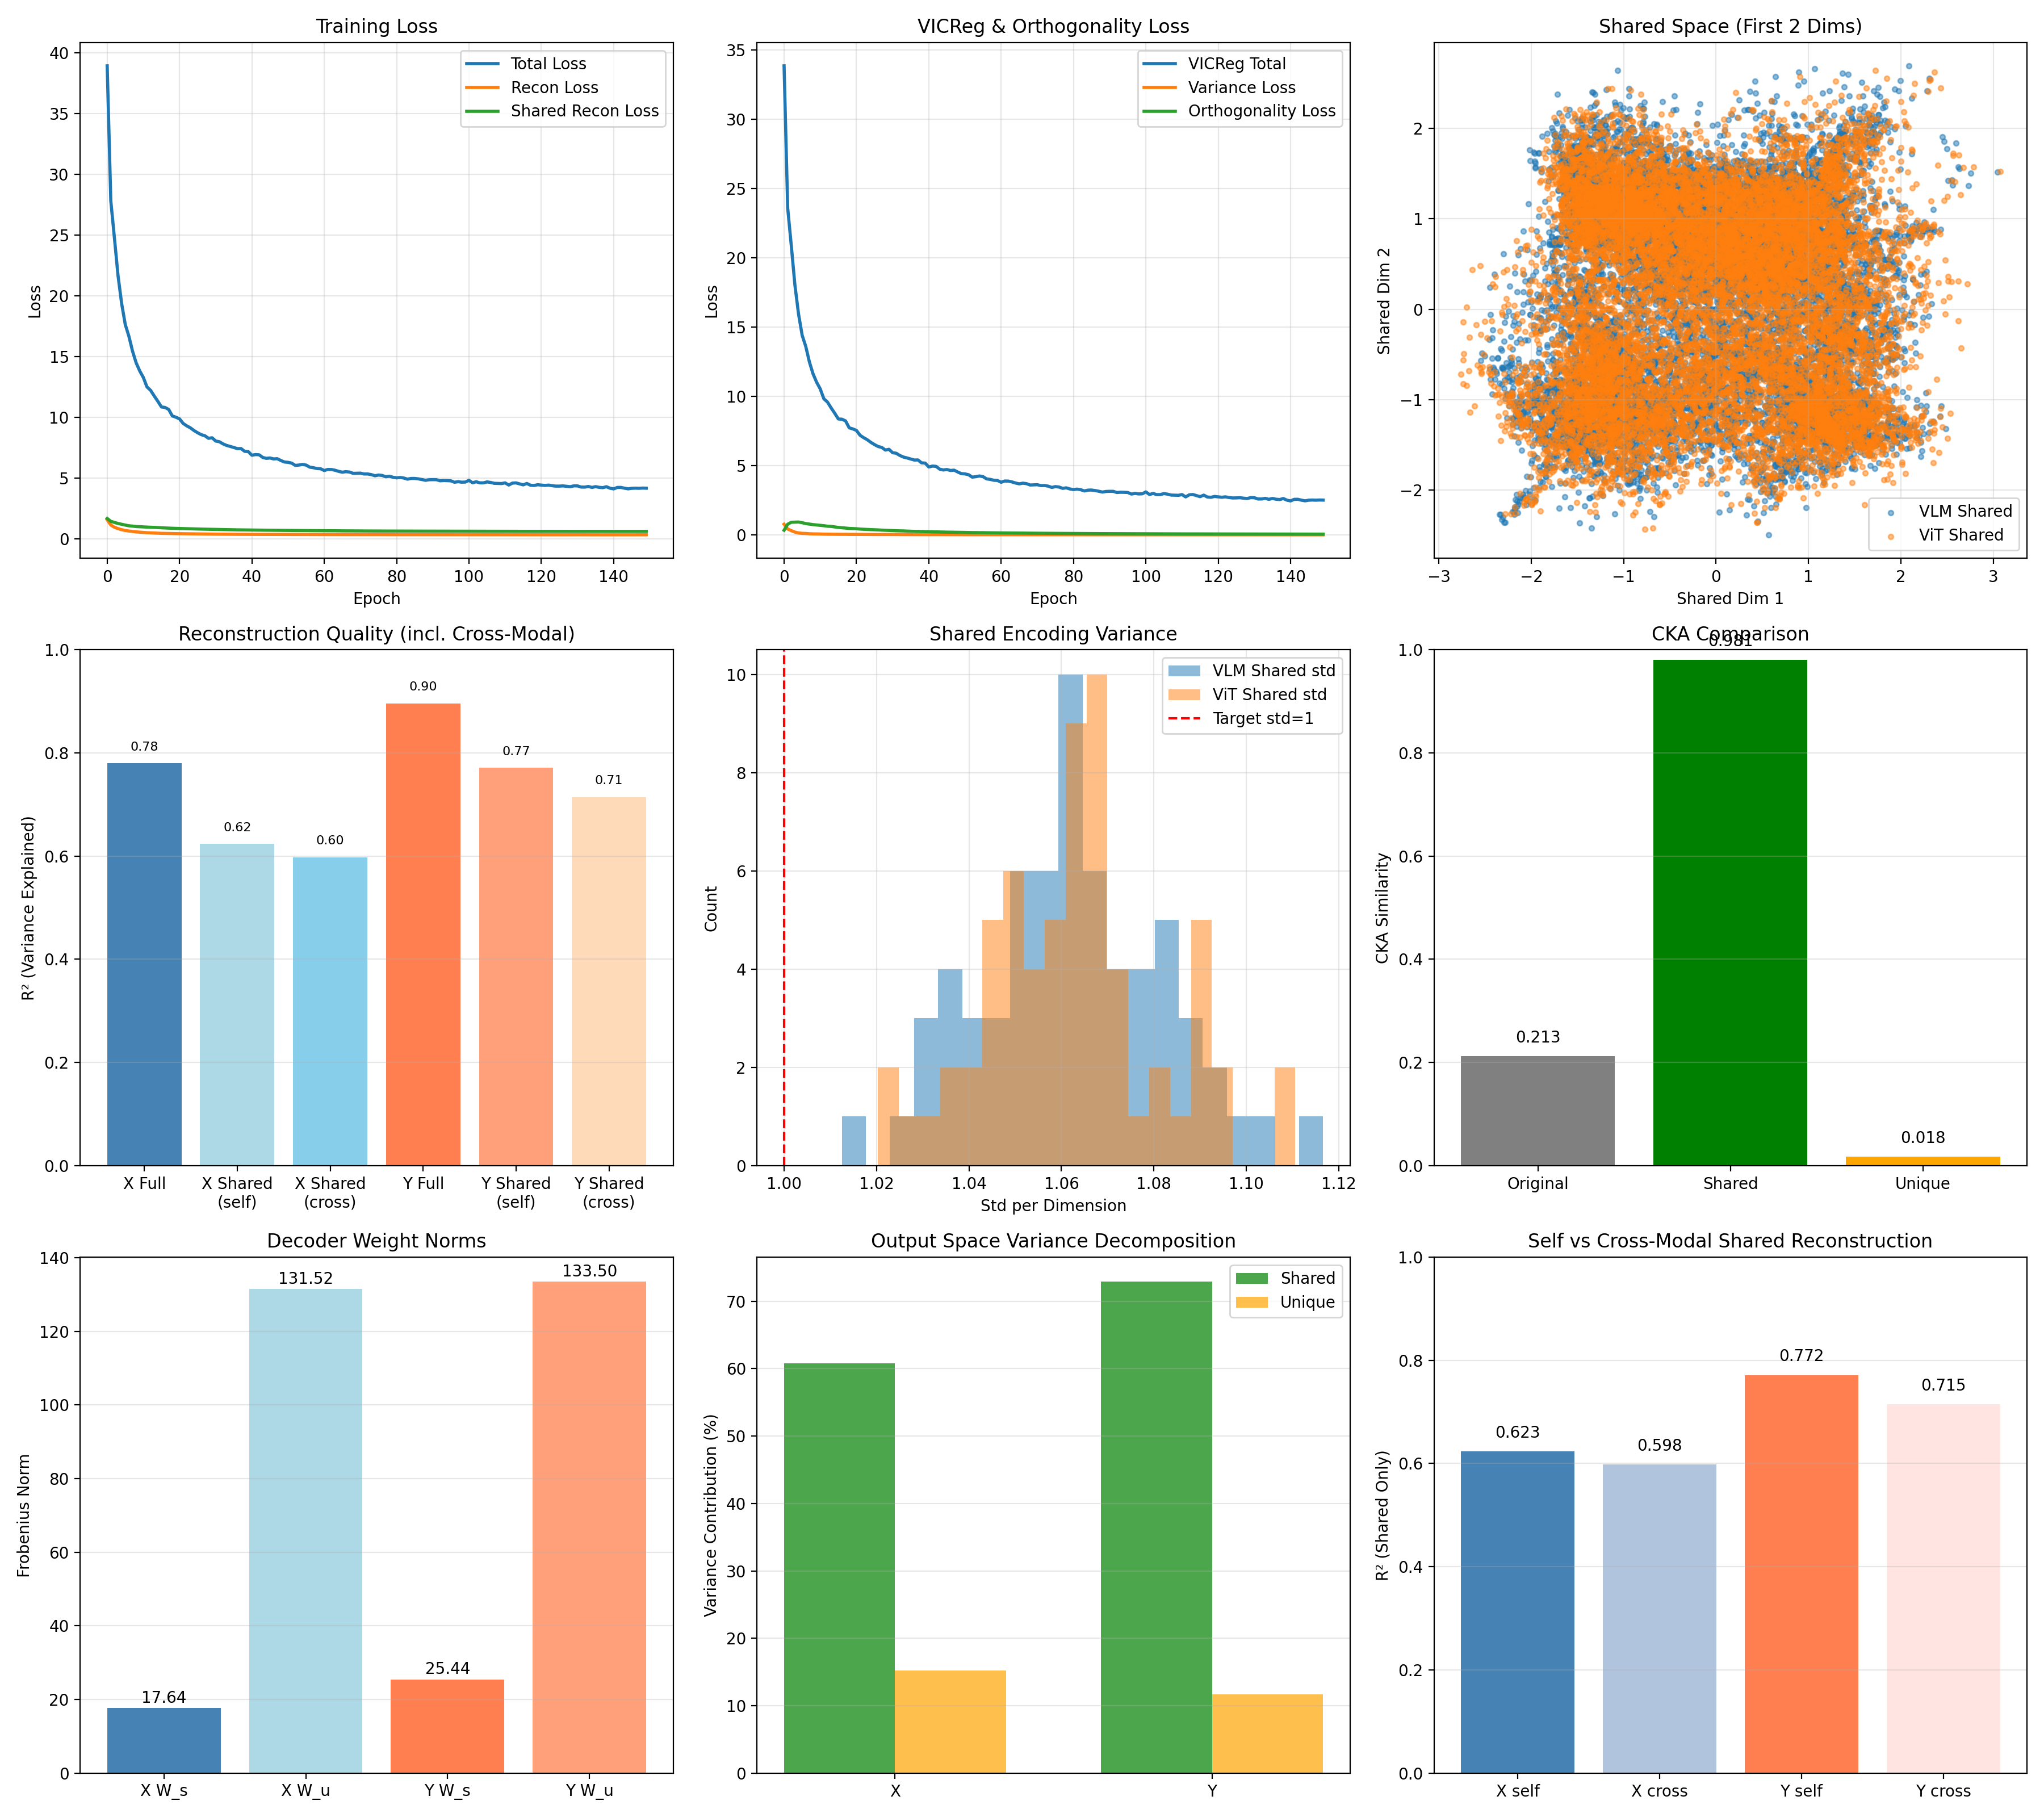 Training Loss
40
35
30
25
20
15
10
5
0
Loss
Total Loss
Recon Loss
Shared Recon Loss
0 20 40 60 80 100 120 140
Epoch
VICReg & Orthogonality Loss
35
30
25
20
15
10
5
0
Loss
VICReg Total
Variance Loss
Orthogonality Loss
0 20 40 60 80 100 120 140
Epoch
Shared Space (First 2 Dims)
2
1
0
−1
−2
Shared Dim 2
VLM Shared
ViT Shared
−3 −2 −1 0 1 2 3
Shared Dim 1
Reconstruction Quality (incl. Cross-Modal)
1.0
0.8
0.6
0.4
0.2
0.0
R² (Variance Explained)
0.78
0.62
0.60
0.90
0.77
0.71
X Full X Shared X Shared Y Full Y Shared Y Shared
(self) (cross) (self) (cross)
Shared Encoding Variance
10
8
6
4
2
0
Count
VLM Shared std
ViT Shared std
Target std=1
1.00 1.02 1.04 1.06 1.08 1.10 1.12
Std per Dimension
CKA Comparison
0.981
1.0
0.8
0.6
0.4
0.2
0.0
CKA Similarity
0.213
0.018
Original Shared Unique
Decoder Weight Norms
140
120
100
80
60
40
20
0
Frobenius Norm
17.64
131.52
25.44
133.50
X W_s X W_u Y W_s Y W_u
Output Space Variance Decomposition
70
60
50
40
30
20
10
0
Variance Contribution (%)
Shared
Unique
X Y
Self vs Cross-Modal Shared Reconstruction
1.0
0.8
0.6
0.4
0.2
0.0
R² (Shared Only)
0.623
0.598
0.772
0.715
X self X cross Y self Y cross